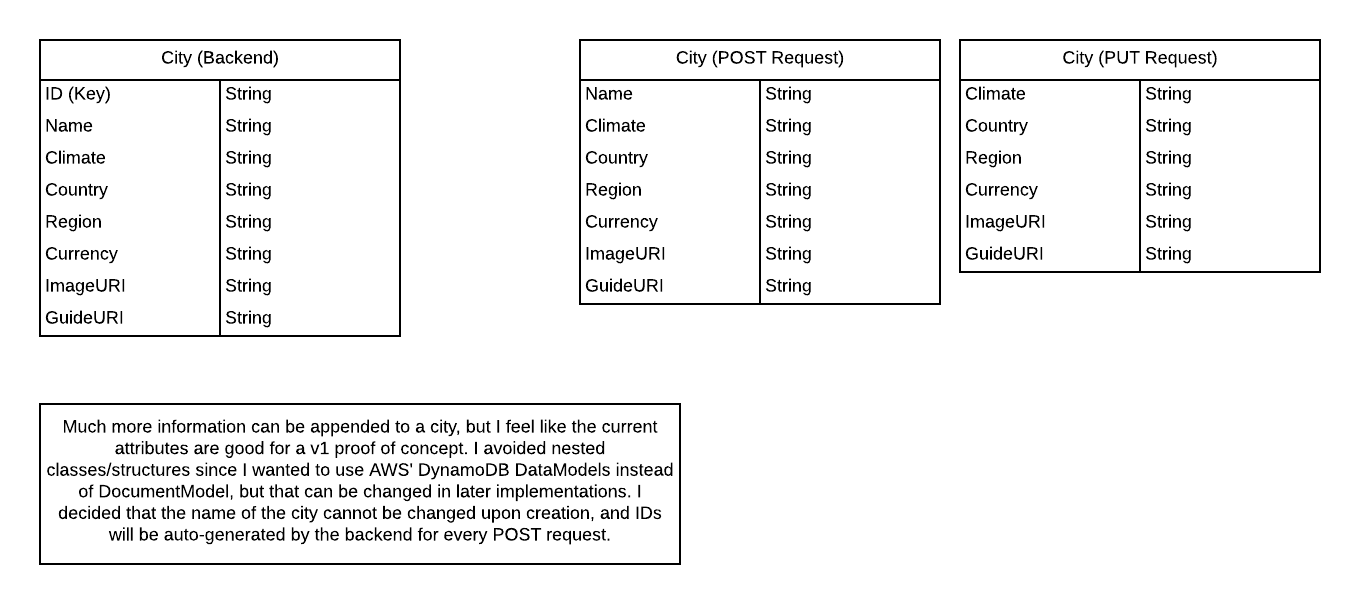 City (Backend)
ID (Key) String
Name String
Climate String
Country String
Region String
Currency String
ImageURI String
GuideURI String
City (POST Request)
Name String
Climate String
Country String
Region String
Currency String
ImageURI String
GuideURI String
City (PUT Request)
Climate String
Country String
Region String
Currency String
ImageURI String
GuideURI String
Much more information can be appended to a city, but I feel like the current
attributes are good for a v1 proof of concept. I avoided nested
classes/structures since I wanted to use AWS' DynamoDB DataModels instead
of DocumentModel, but that can be changed in later implementations. I
decided that the name of the city cannot be changed upon creation, and IDs
will be auto-generated by the backend for every POST request.